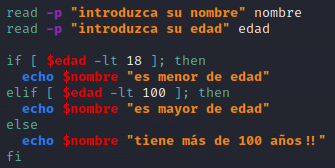 read -p "introduzca su nombre" nombre
read -p "introduzca su edad" edad
if [ $edad -lt 18 ]; then
echo $nombre "es menor de edad"
elif [ $edad -lt 100 ]; then
echo $nombre "es mayor de edad"
else
echo $nombre "tiene más de 100 años!!"
fi